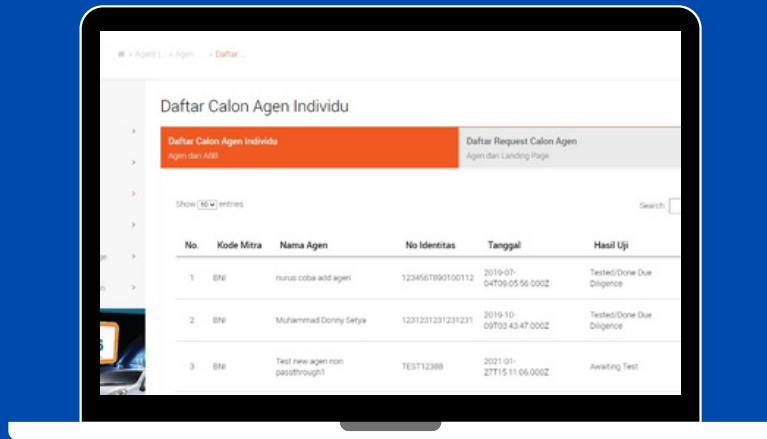 » Agent L... » Agen ... » Daftar ...
Daftar Calon Agen Individu
Daftar Calon Agen Individu
Agen dari ABB
Daftar Request Calon Agen
Agen dari Landing Page
Show 10 entries
Search
No. Kode Mitra Nama Agen No Identitas Tanggal Hasil Uji
1 BNI nurus coba add agen 1234567890100112 2019-07-04T09:05:56.000Z Tested/Done Due Diligence
2 BNI Muhammad Donny Setya 1231231231231231 2019-10-09T03:43:47.000Z Tested/Done Due Diligence
3 BNI Test new agen non passthrough1 TEST12388 2021-01-27T15:11:06.000Z Awaiting Test